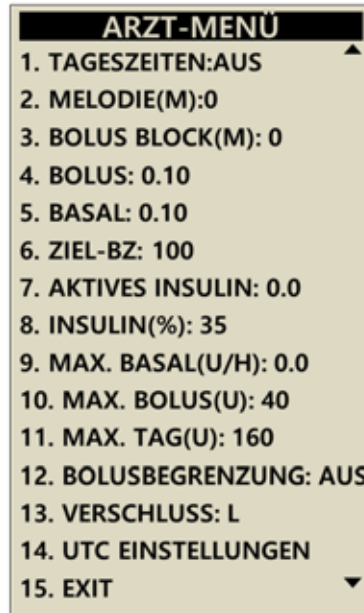 ARZT-MENÜ
1. TAGESZEITEN:AUS
2. MELODIE(M):0
3. BOLUS BLOCK(M): 0
4. BOLUS: 0.10
5. BASAL: 0.10
6. ZIEL-BZ: 100
7. AKTIVES INSULIN: 0.0
8. INSULIN(%): 35
9. MAX. BASAL(U/H): 0.0
10. MAX. BOLUS(U): 40
11. MAX. TAG(U): 160
12. BOLUSBEGRENZUNG: AUS
13. VERSCHLUSS: L
14. UTC EINSTELLUNGEN
15. EXIT